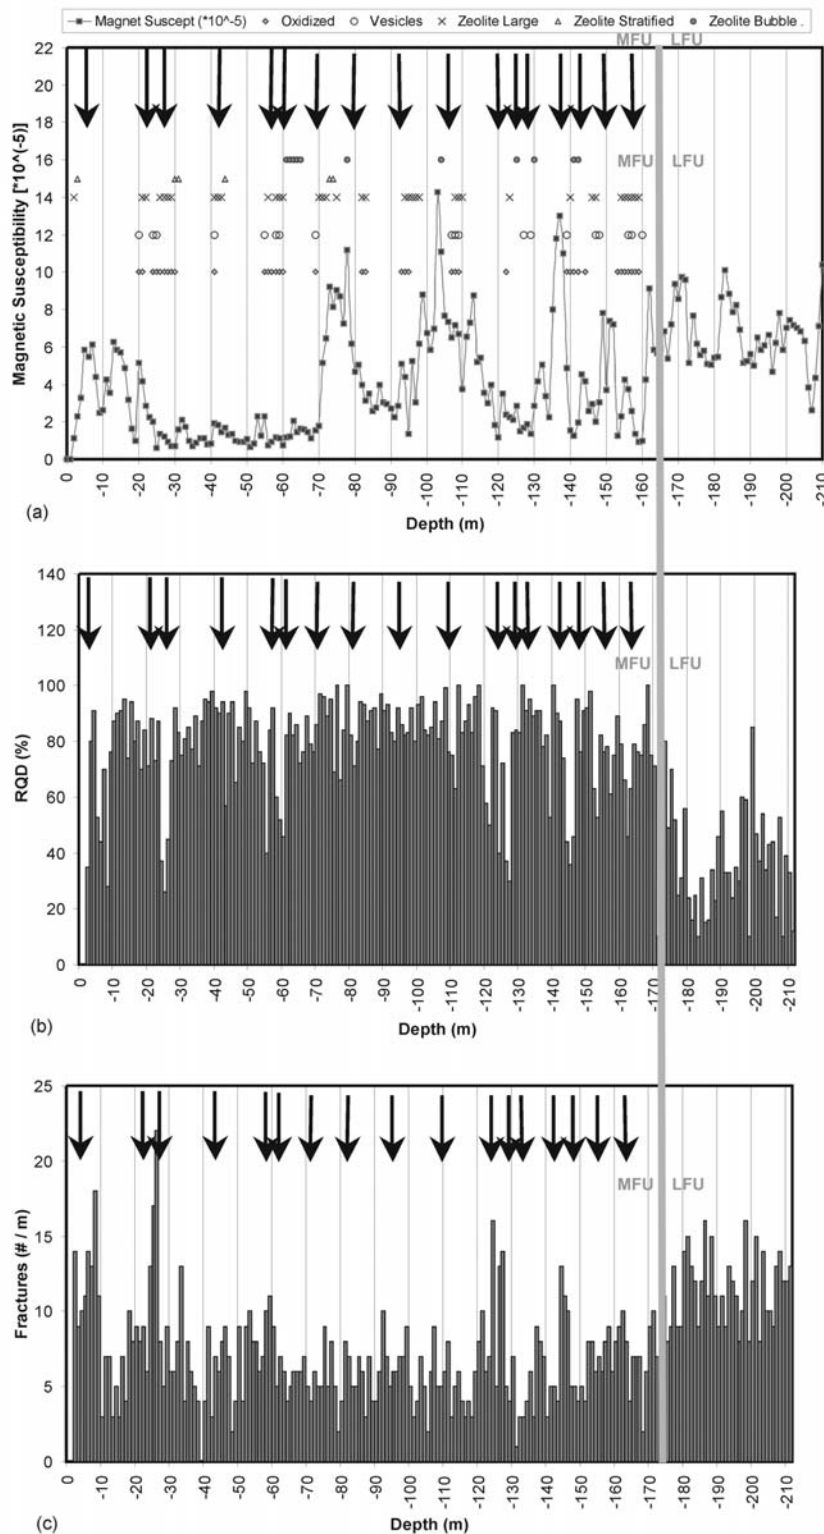 Magnet Suscept (*10^-5) Oxidized Vesicles Zeolite Large Zeolite Stratified Zeolite Bubble .
MFU LFU
22
20
18
16
14
12
10
8
6
4
2
0
MFU LFU
Magnetic Susceptibility [*10^(-5)]
0 -10 -20 -30 -40 -50 -60 -70 -80 -90 -100 -110 -120 -130 -140 -150 -160 -170 -180 -190 -200 -210
(a)
Depth (m)
140
120
100
80
60
40
20
0
MFU LFU
RQD (%)
0 -10 -20 -30 -40 -50 -60 -70 -80 -90 -100 -110 -120 -130 -140 -150 -160 -170 -180 -190 -200 -210
(b)
Depth (m)
25
20
15
10
5
0
MFU LFU
Fractures (# / m)
0 -10 -20 -30 -40 -50 -60 -70 -80 -90 -100 -110 -120 -130 -140 -150 -160 -170 -180 -190 -200 -210
(c)
Depth (m)